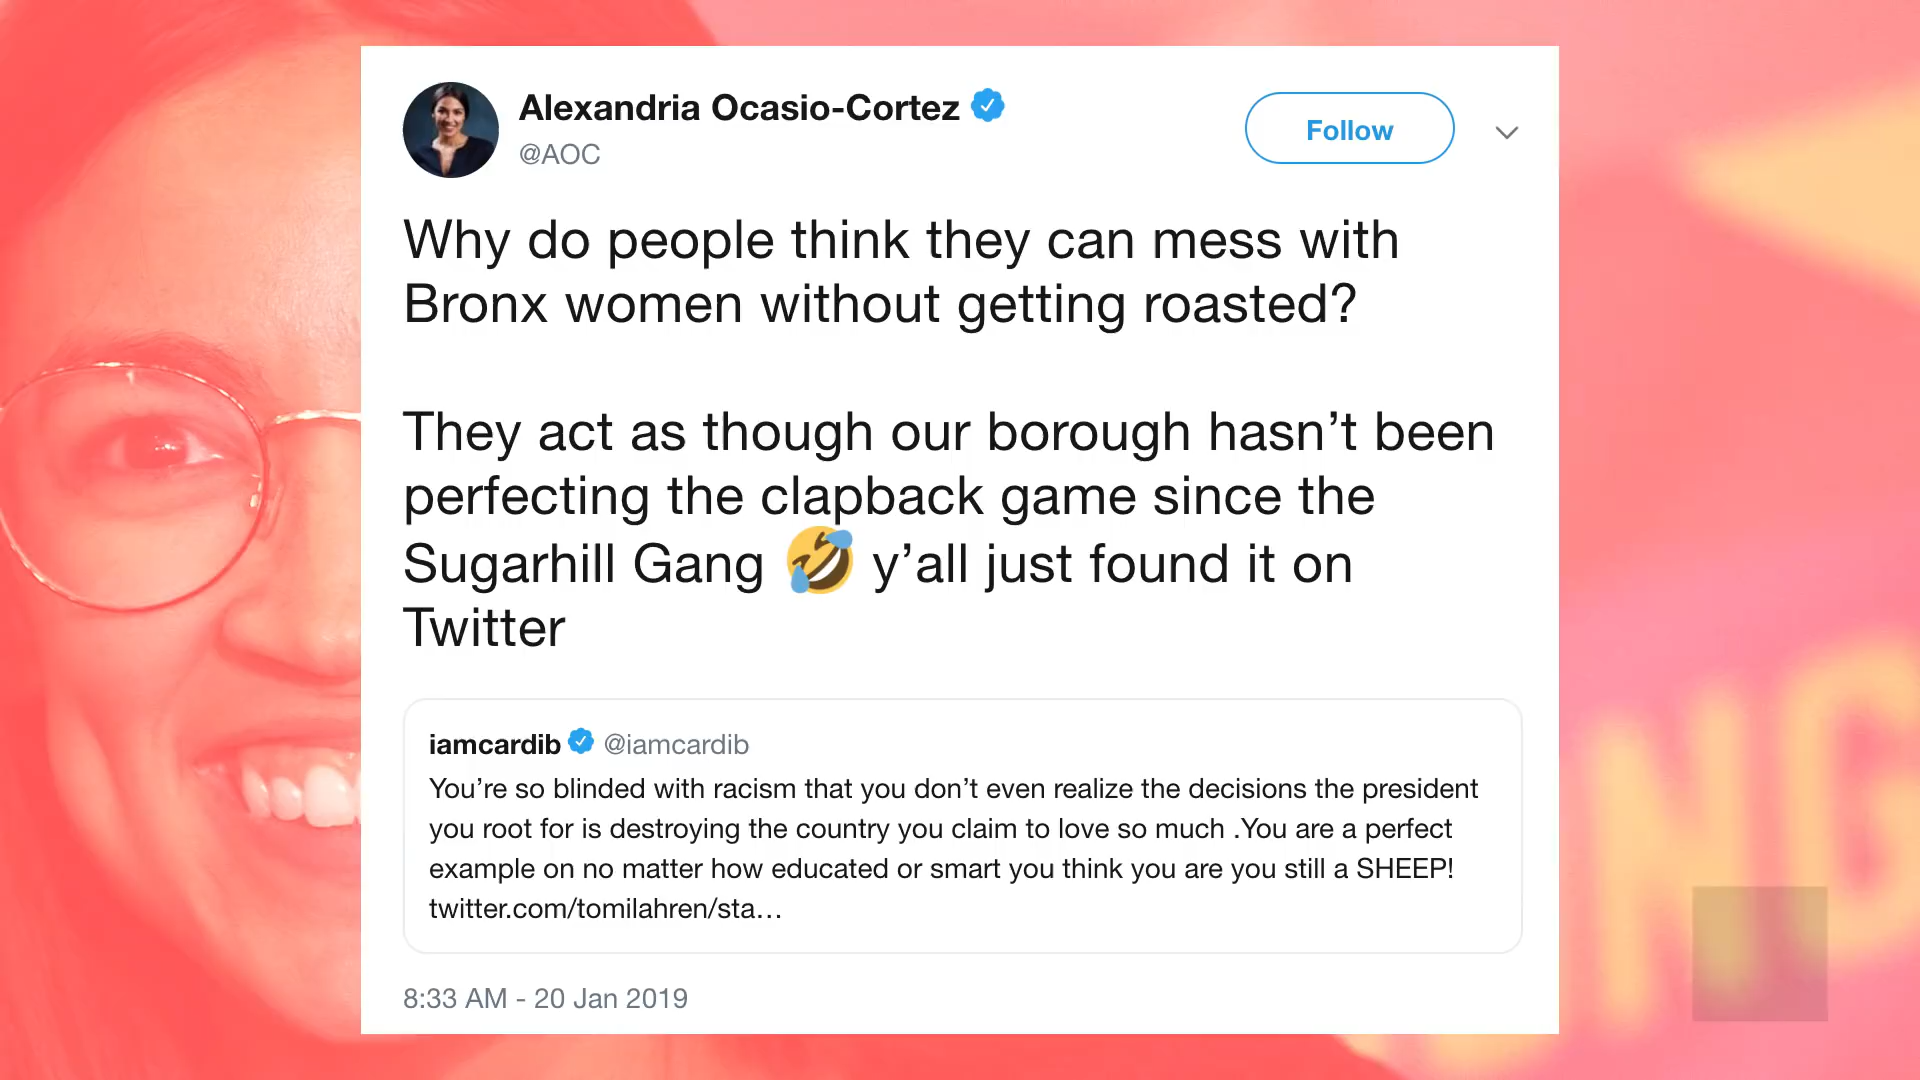 Alexandria Ocasio-Cortez
@AOC
Follow
Why do people think they can mess with
Bronx women without getting roasted?
They act as though our borough hasn’t been
perfecting the clapback game since the
Sugarhill Gang 🤣 y’all just found it on
Twitter
iamcardib @iamcardib
You’re so blinded with racism that you don’t even realize the decisions the president
you root for is destroying the country you claim to love so much .You are a perfect
example on no matter how educated or smart you think you are you still a SHEEP!
twitter.com/tomilahren/sta…
8:33 AM - 20 Jan 2019
NG